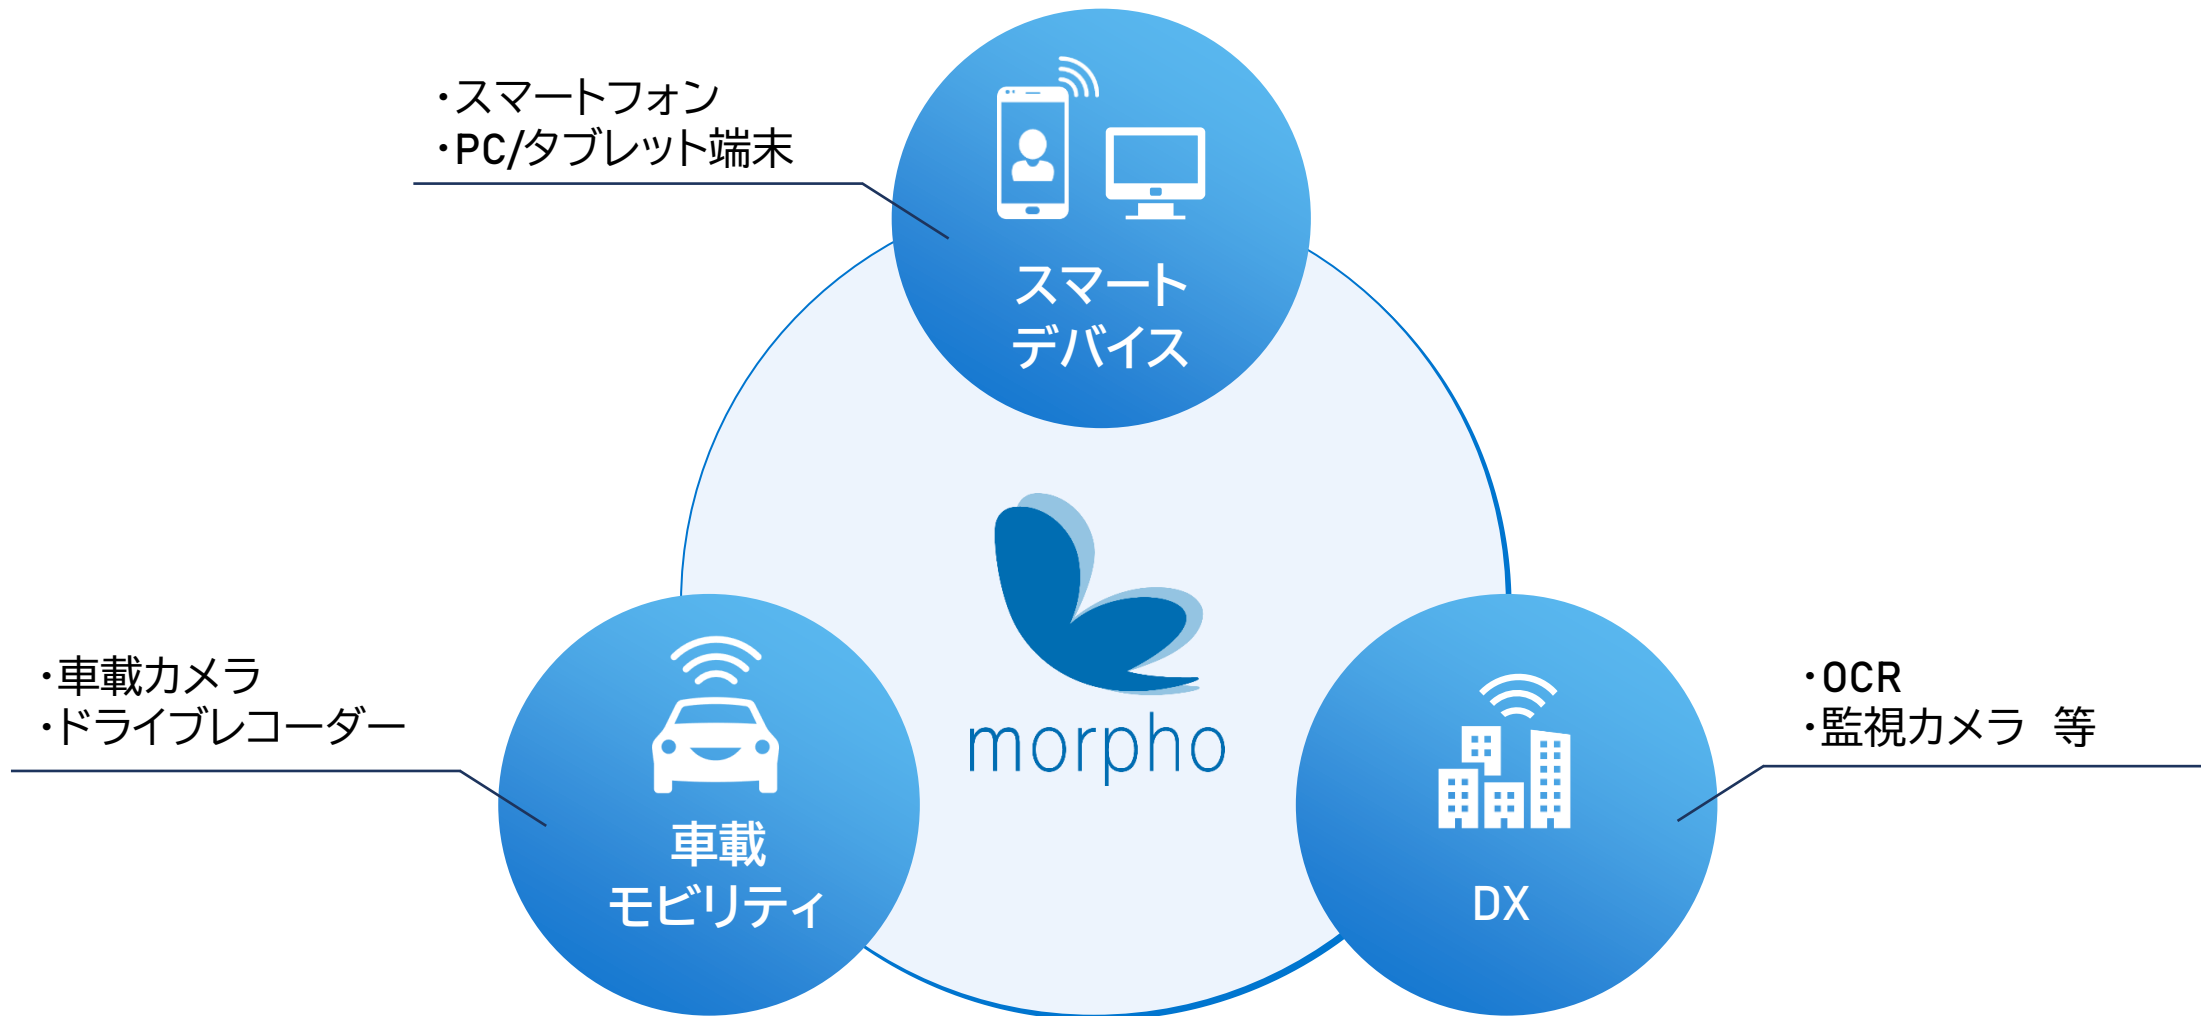 ・スマートフォン
・PC/タブレット端末
スマート
デバイス
morpho
・車載カメラ
・ドライブレコーダー
車載
モビリティ
・OCR
・監視カメラ　等
DX